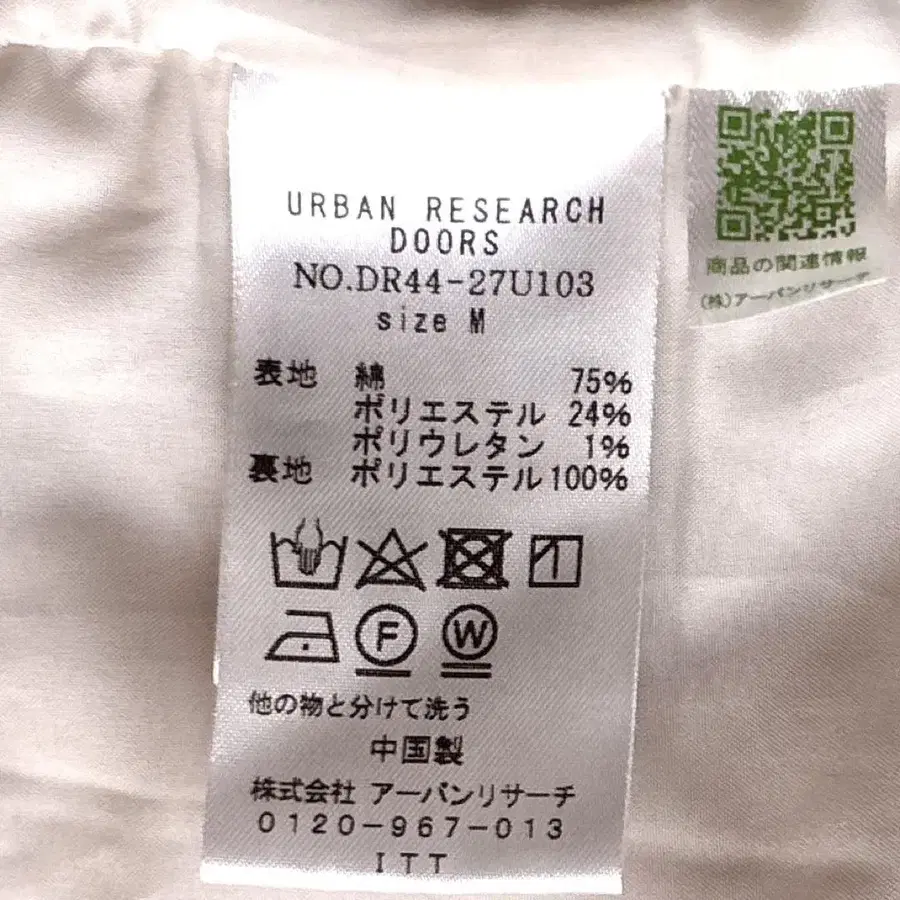 URBAN RESEARCH
DOORS
NO.DR44-27U103
size M
表地 綿 75%
ポリエステル 24%
ポリウレタン 1%
裏地 ポリエステル 100%
F W
他の物と分けて洗う
中国製
株式会社 アーバンリサーチ
0120-967-013
ITT
商品の関連情報
(株)アーバンリサーチ